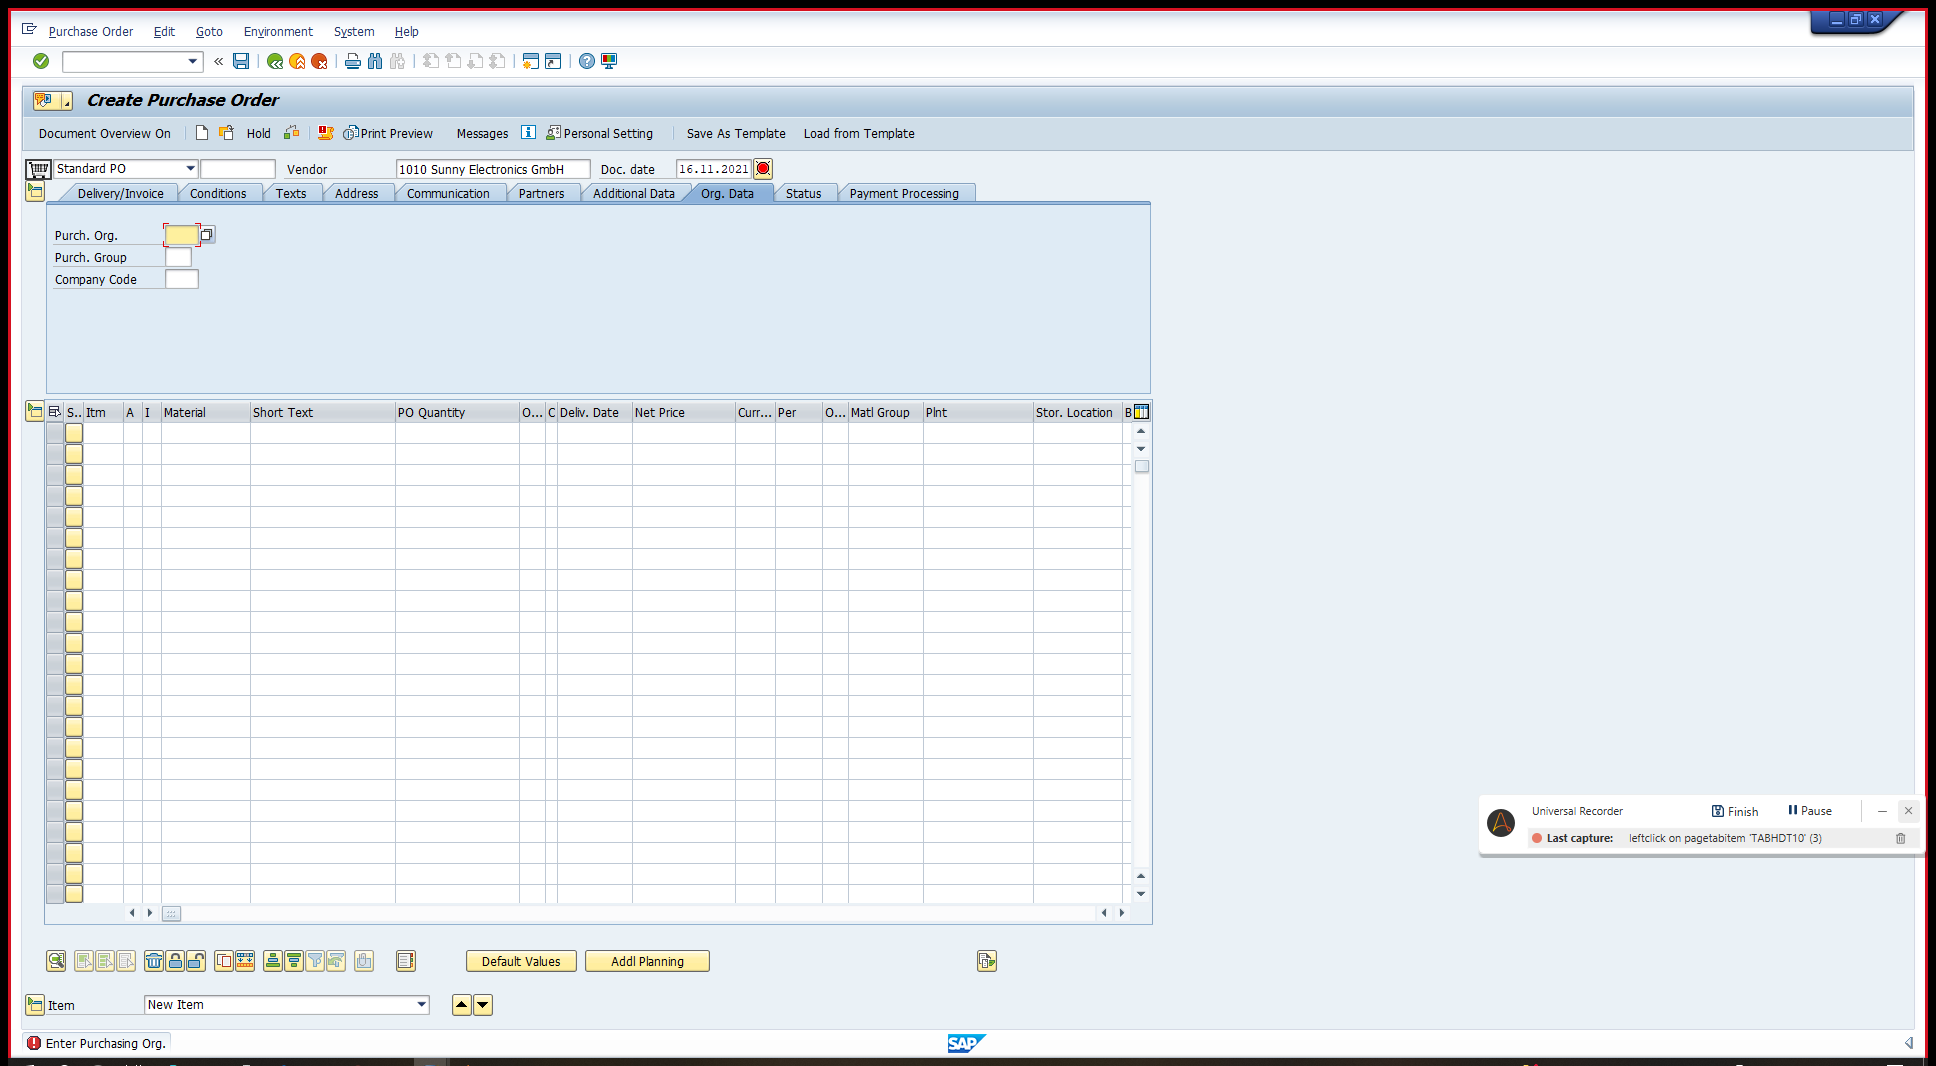 Purchase Order Edit Goto Environment System Help
Create Purchase Order
Document Overview On Hold Print Preview Messages Personal Setting Save As Template Load from Template
Standard PO Vendor 1010 Sunny Electronics GmbH Doc. date 16.11.2021
Delivery/Invoice Conditions Texts Address Communication Partners Additional Data Org. Data Status Payment Processing
Purch. Org.
Purch. Group
Company Code
S.. Itm A I Material Short Text PO Quantity O... C Deliv. Date Net Price Curr... Per O... Matl Group Plnt Stor. Location B
Universal Recorder Finish Pause
Last capture: leftclick on pagetabitem 'TABHDT10' (3)
Default Values Addl Planning
Item New Item
Enter Purchasing Org.
SAP